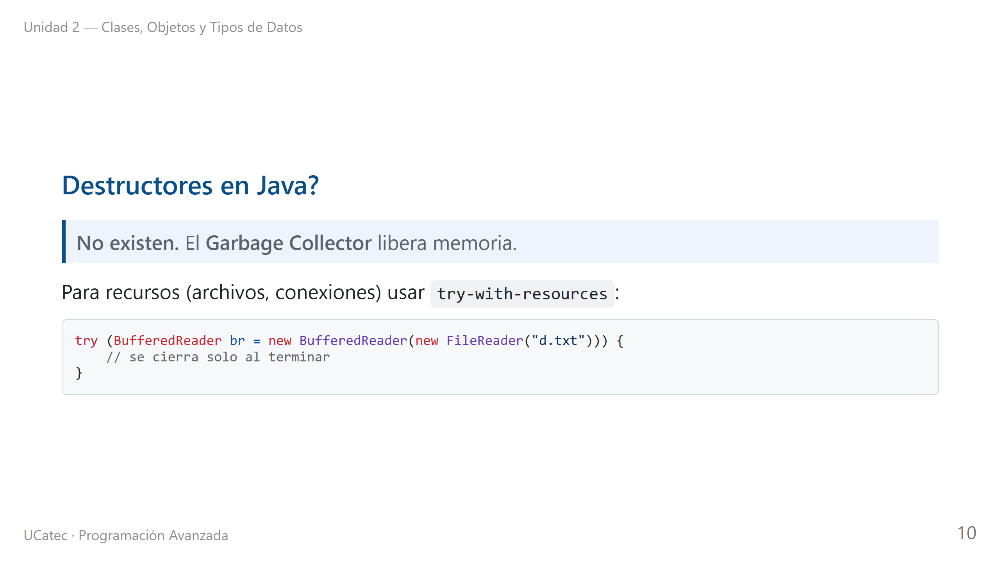 Unidad 2 — Clases, Objetos y Tipos de Datos
Destructores en Java?
No existen. El Garbage Collector libera memoria.
Para recursos (archivos, conexiones) usar try-with-resources:
try (BufferedReader br = new BufferedReader(new FileReader("d.txt"))) {
    // se cierra solo al terminar
}
UCatec · Programación Avanzada
10